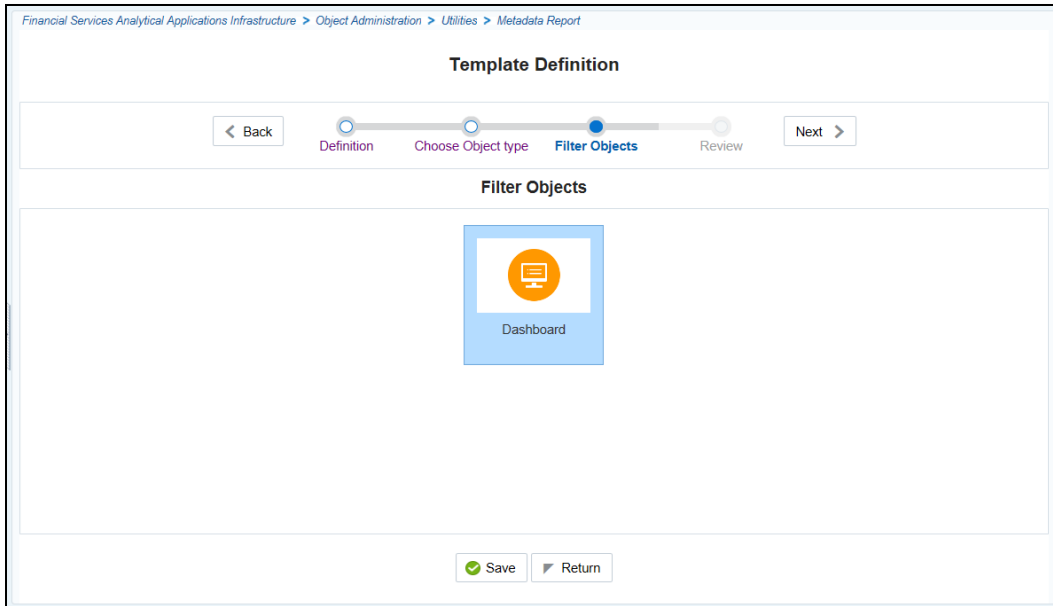 Financial Services Analytical Applications Infrastructure > Object Administration > Utilities > Metadata Report
Template Definition
Back
Next
Definition
Choose Object type
Filter Objects
Review
Filter Objects
Dashboard
Save
Return